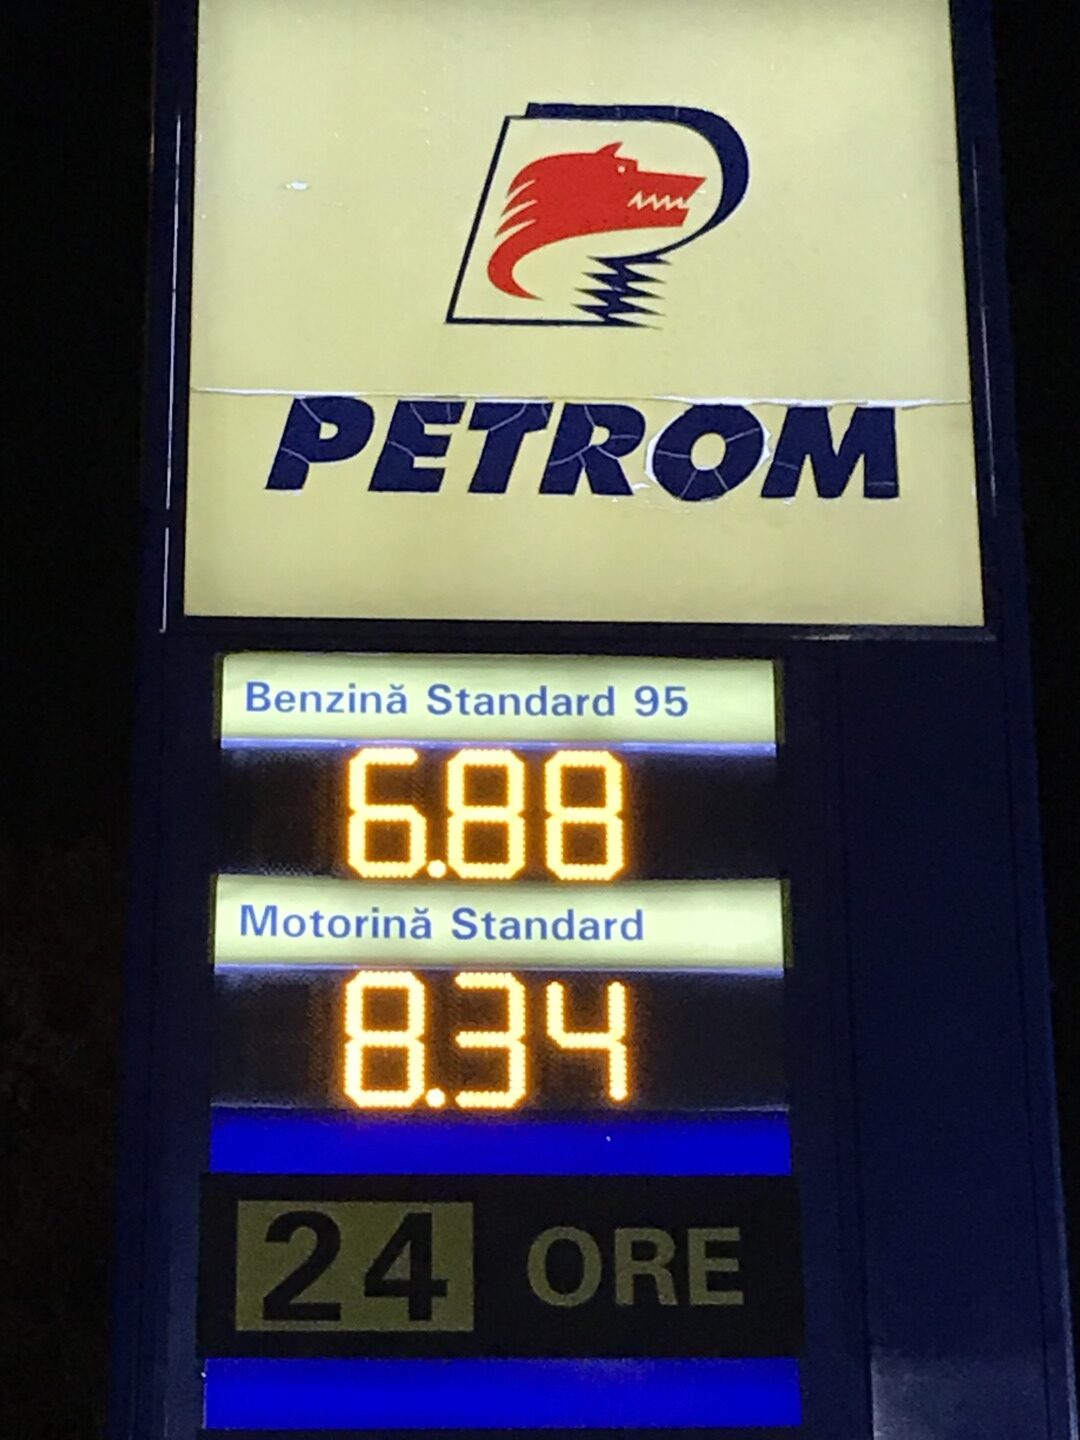 PETROM
Benzină Standard 95
6.88
Motorină Standard
8.34
24 ORE